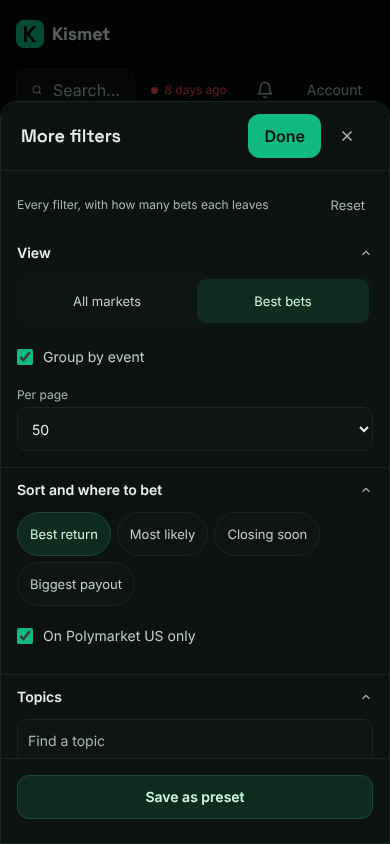 Kismet
Search...
8 days ago
Account
More filters
Done
Every filter, with how many bets each leaves
Reset
View
All markets
Best bets
Group by event
Per page
50
Sort and where to bet
Best return
Most likely
Closing soon
Biggest payout
On Polymarket US only
Topics
Find a topic
Save as preset